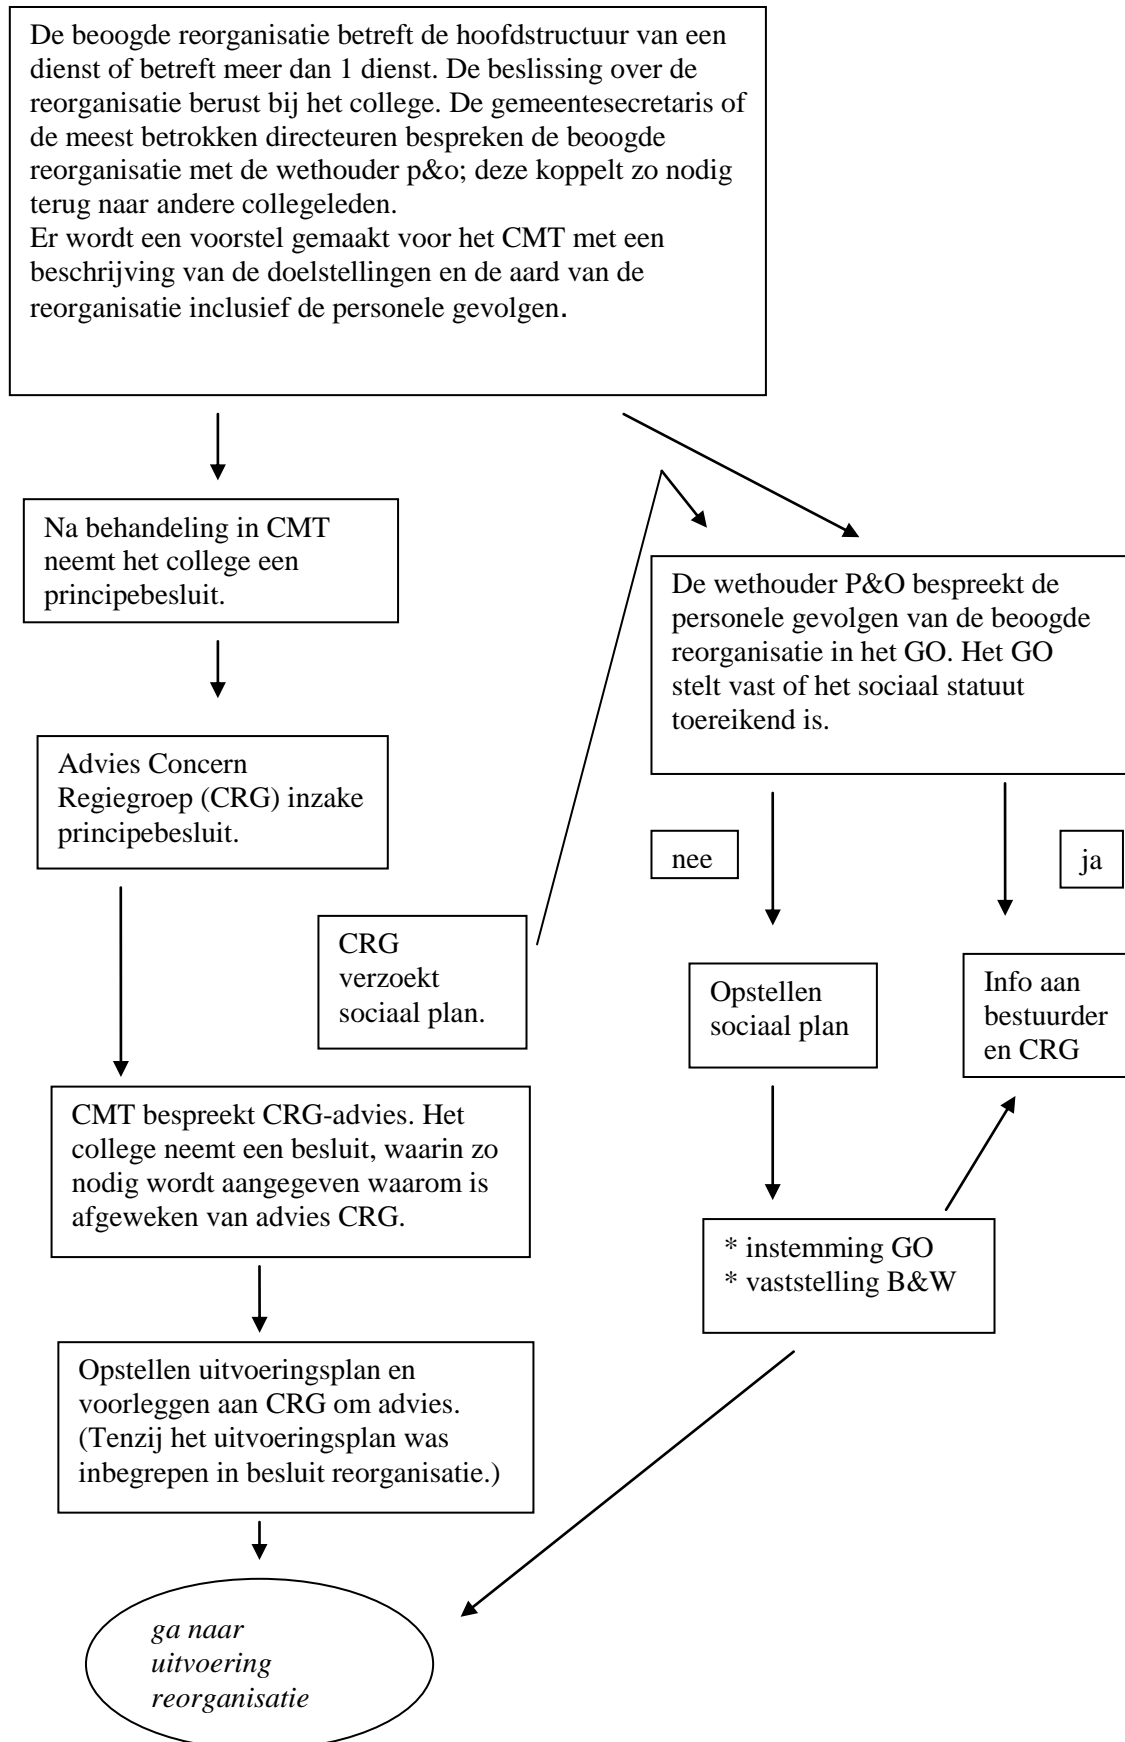 De beoogde reorganisatie betreft de hoofdstructuur van een
dienst of betreft meer dan 1 dienst. De beslissing over de
reorganisatie berust bij het college. De gemeentesecretaris of
de meest betrokken directeuren bespreken de beoogde
reorganisatie met de wethouder p&o; deze koppelt zo nodig
terug naar andere collegeleden.
Er wordt een voorstel gemaakt voor het CMT met een
beschrijving van de doelstellingen en de aard van de
reorganisatie inclusief de personele gevolgen.
Na behandeling in CMT
neemt het college een
principebesluit.
De wethouder P&O bespreekt de
personele gevolgen van de beoogde
reorganisatie in het GO. Het GO
stelt vast of het sociaal statuut
toereikend is.
Advies Concern
Regiegroep (CRG) inzake
principebesluit.
nee
ja
CRG
verzoekt
sociaal plan.
Opstellen
sociaal plan
Info aan
bestuurder
en CRG
CMT bespreekt CRG-advies. Het
college neemt een besluit, waarin zo
nodig wordt aangegeven waarom is
afgeweken van advies CRG.
* instemming GO
* vaststelling B&W
Opstellen uitvoeringsplan en
voorleggen aan CRG om advies.
(Tenzij het uitvoeringsplan was
inbegrepen in besluit reorganisatie.)
ga naar
uitvoering
reorganisatie